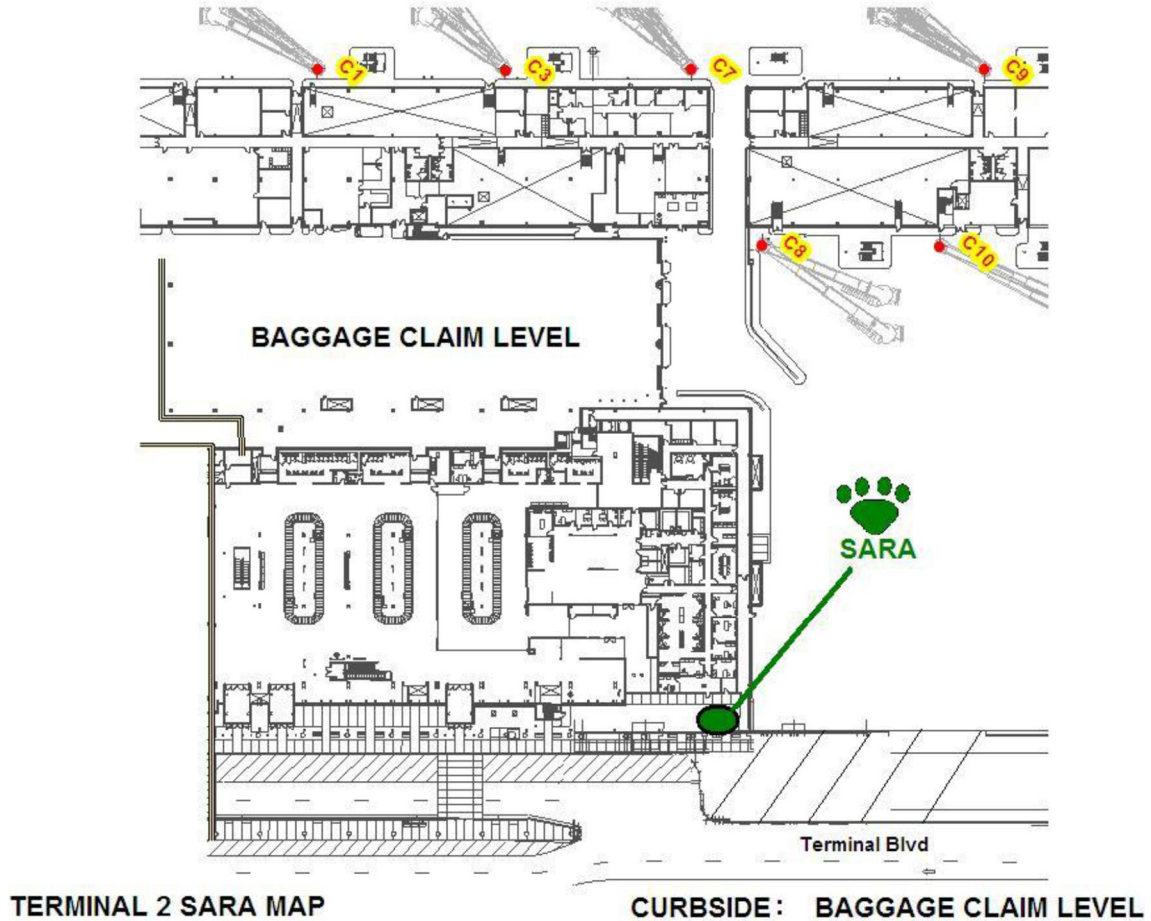 C1
C3
C7
C9
C8
C10
BAGGAGE CLAIM LEVEL
SARA
Terminal Blvd
TERMINAL 2 SARA MAP
CURBSIDE: BAGGAGE CLAIM LEVEL